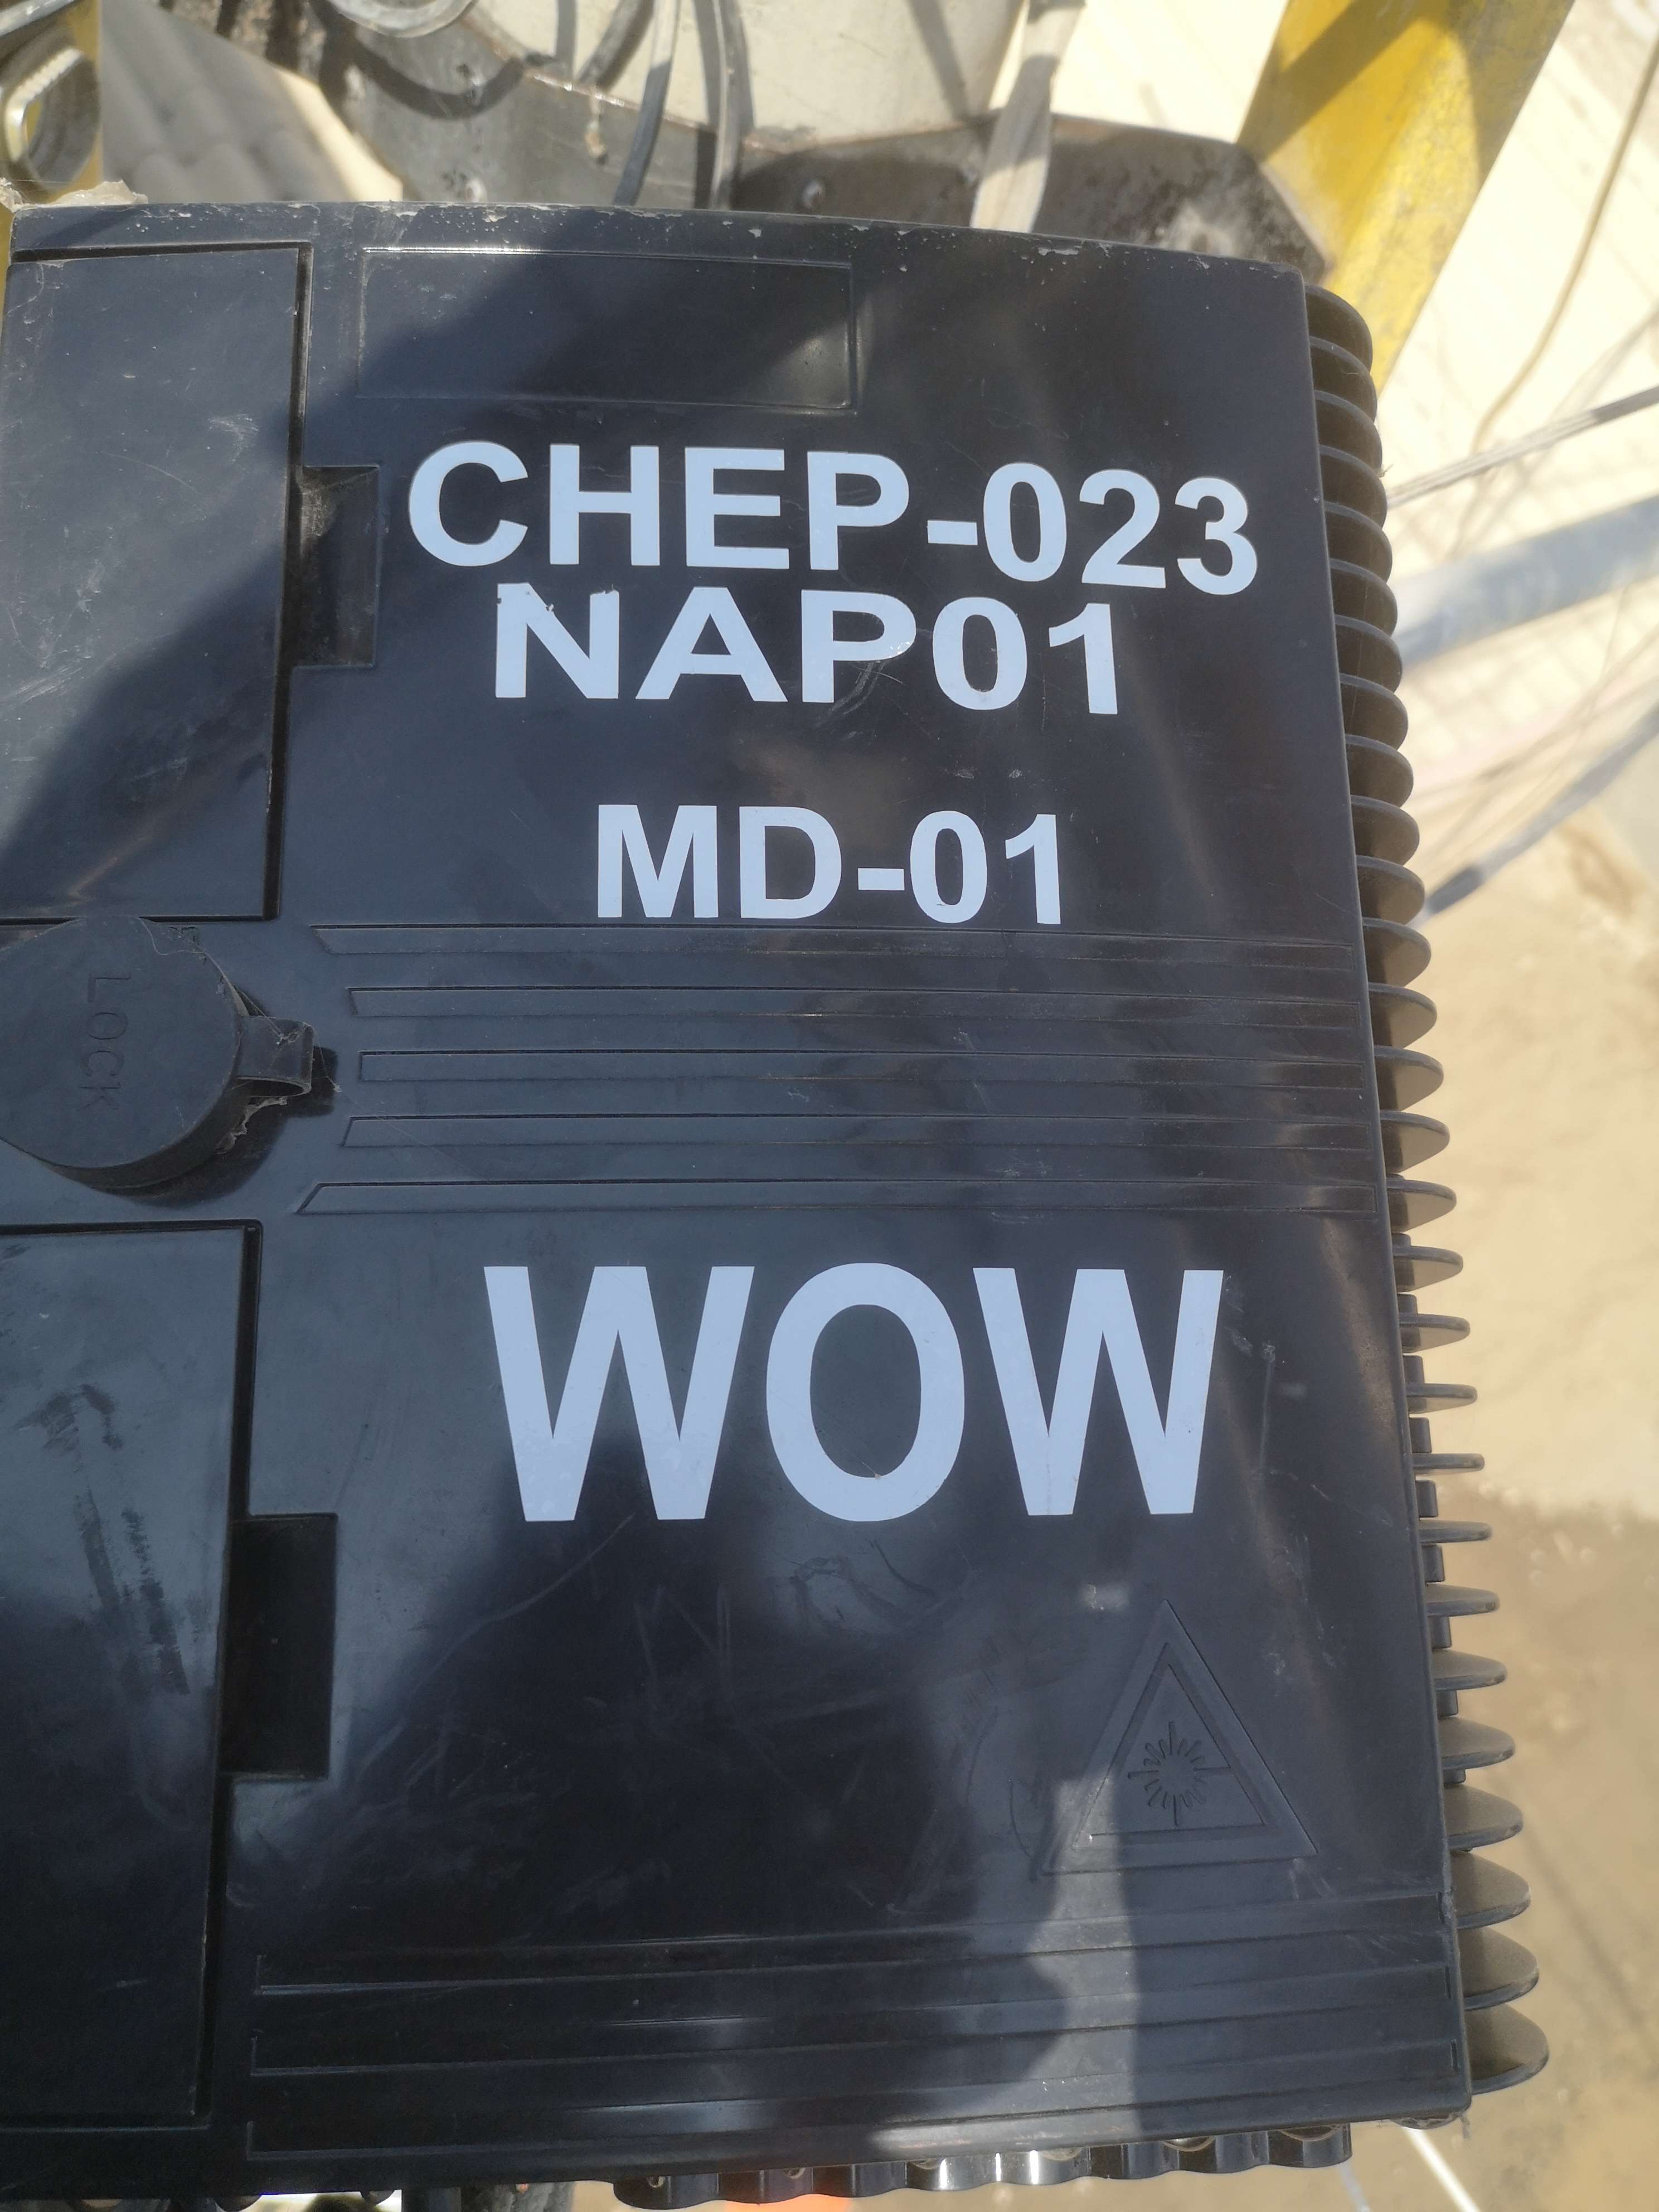 CHEP-023
NAP01
MD-01
LOCK
WOW